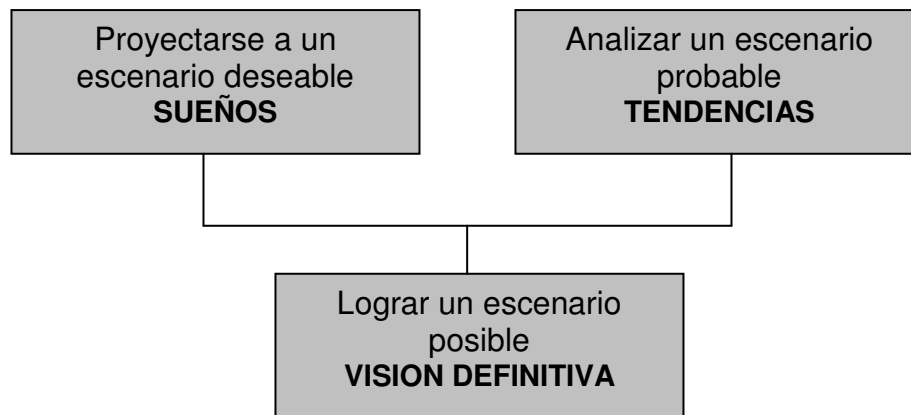 Proyectarse a un
escenario deseable
SUEÑOS
Analizar un escenario
probable
TENDENCIAS
Lograr un escenario
posible
VISION DEFINITIVA